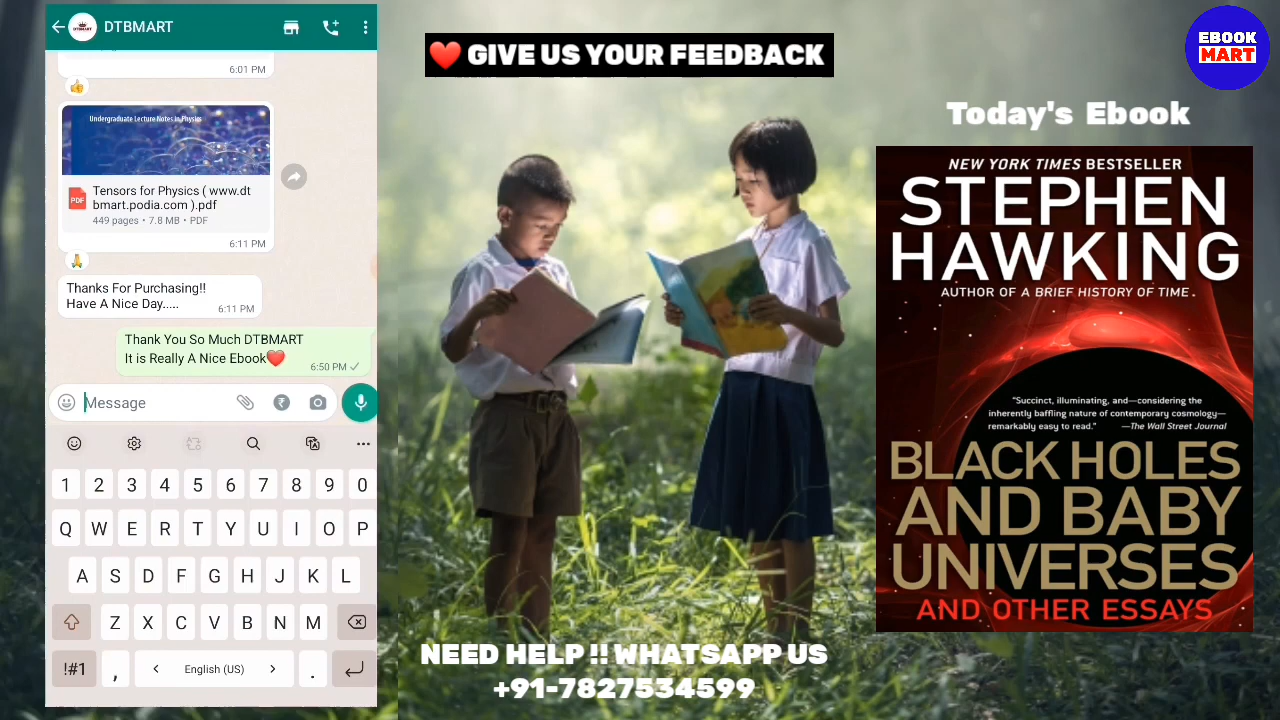 DTBMART
6:01 PM
Undergraduate Lecture Notes in Physics
PDF
Tensors for Physics ( www.dt
bmart.podia.com ).pdf
449 pages • 7.8 MB • PDF
6:11 PM
Thanks For Purchasing!!
Have A Nice Day.....
6:11 PM
Thank You So Much DTBMART
It is Really A Nice Ebook❤️
6:50 PM
Message
1 2 3 4 5 6 7 8 9 0
Q W E R T Y U I O P
A S D F G H J K L
Z X C V B N M
!#1 , < English (US) > .
❤️ GIVE US YOUR FEEDBACK
NEED HELP !! WHATSAPP US
+91-7827534599
EBOOK
MART
Today's Ebook
NEW YORK TIMES BESTSELLER
STEPHEN
HAWKING
AUTHOR OF A BRIEF HISTORY OF TIME.
"Succinct, illuminating, and—considering the
inherently baffling nature of contemporary cosmology—
remarkably easy to read." —The Wall Street Journal
BLACK HOLES
AND BABY
UNIVERSES
AND OTHER ESSAYS